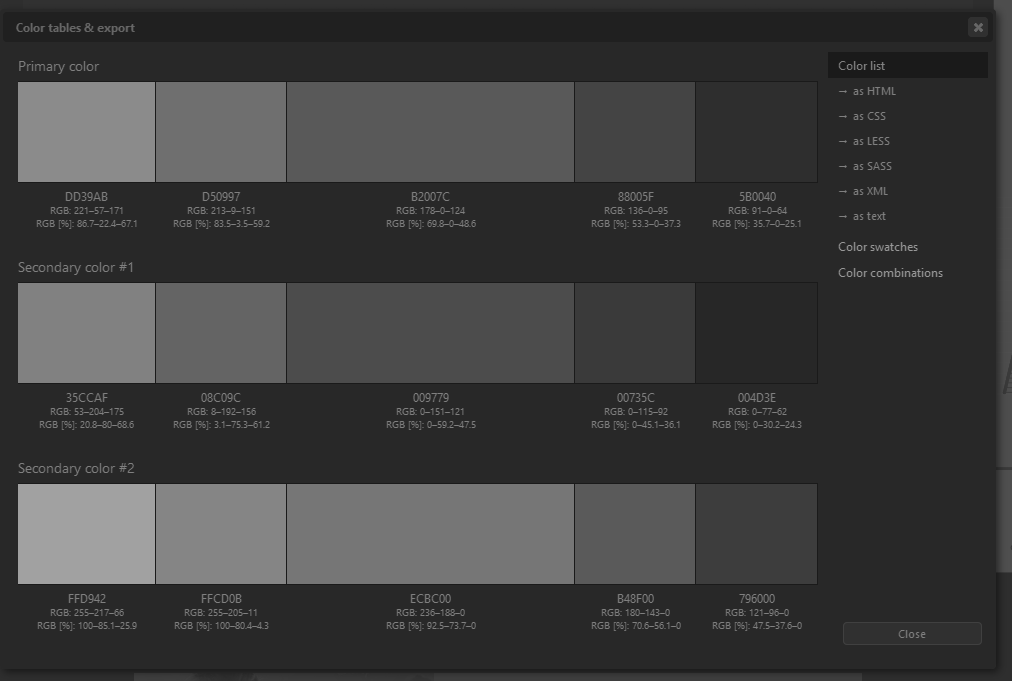 Color tables & export
Primary color
DD39AB
RGB: 221–57–171
RGB [%]: 86.7–22.4–67.1
D50997
RGB: 213–9–151
RGB [%]: 83.5–3.5–59.2
B2007C
RGB: 178–0–124
RGB [%]: 69.8–0–48.6
88005F
RGB: 136–0–95
RGB [%]: 53.3–0–37.3
5B0040
RGB: 91–0–64
RGB [%]: 35.7–0–25.1
Secondary color #1
35CCAF
RGB: 53–204–175
RGB [%]: 20.8–80–68.6
08C09C
RGB: 8–192–156
RGB [%]: 3.1–75.3–61.2
009779
RGB: 0–151–121
RGB [%]: 0–59.2–47.5
00735C
RGB: 0–115–92
RGB [%]: 0–45.1–36.1
004D3E
RGB: 0–77–62
RGB [%]: 0–30.2–24.3
Secondary color #2
FFD942
RGB: 255–217–66
RGB [%]: 100–85.1–25.9
FFCD0B
RGB: 255–205–11
RGB [%]: 100–80.4–4.3
ECBC00
RGB: 236–188–0
RGB [%]: 92.5–73.7–0
B48F00
RGB: 180–143–0
RGB [%]: 70.6–56.1–0
796000
RGB: 121–96–0
RGB [%]: 47.5–37.6–0
Color list
→ as HTML
→ as CSS
→ as LESS
→ as SASS
→ as XML
→ as text
Color swatches
Color combinations
Close